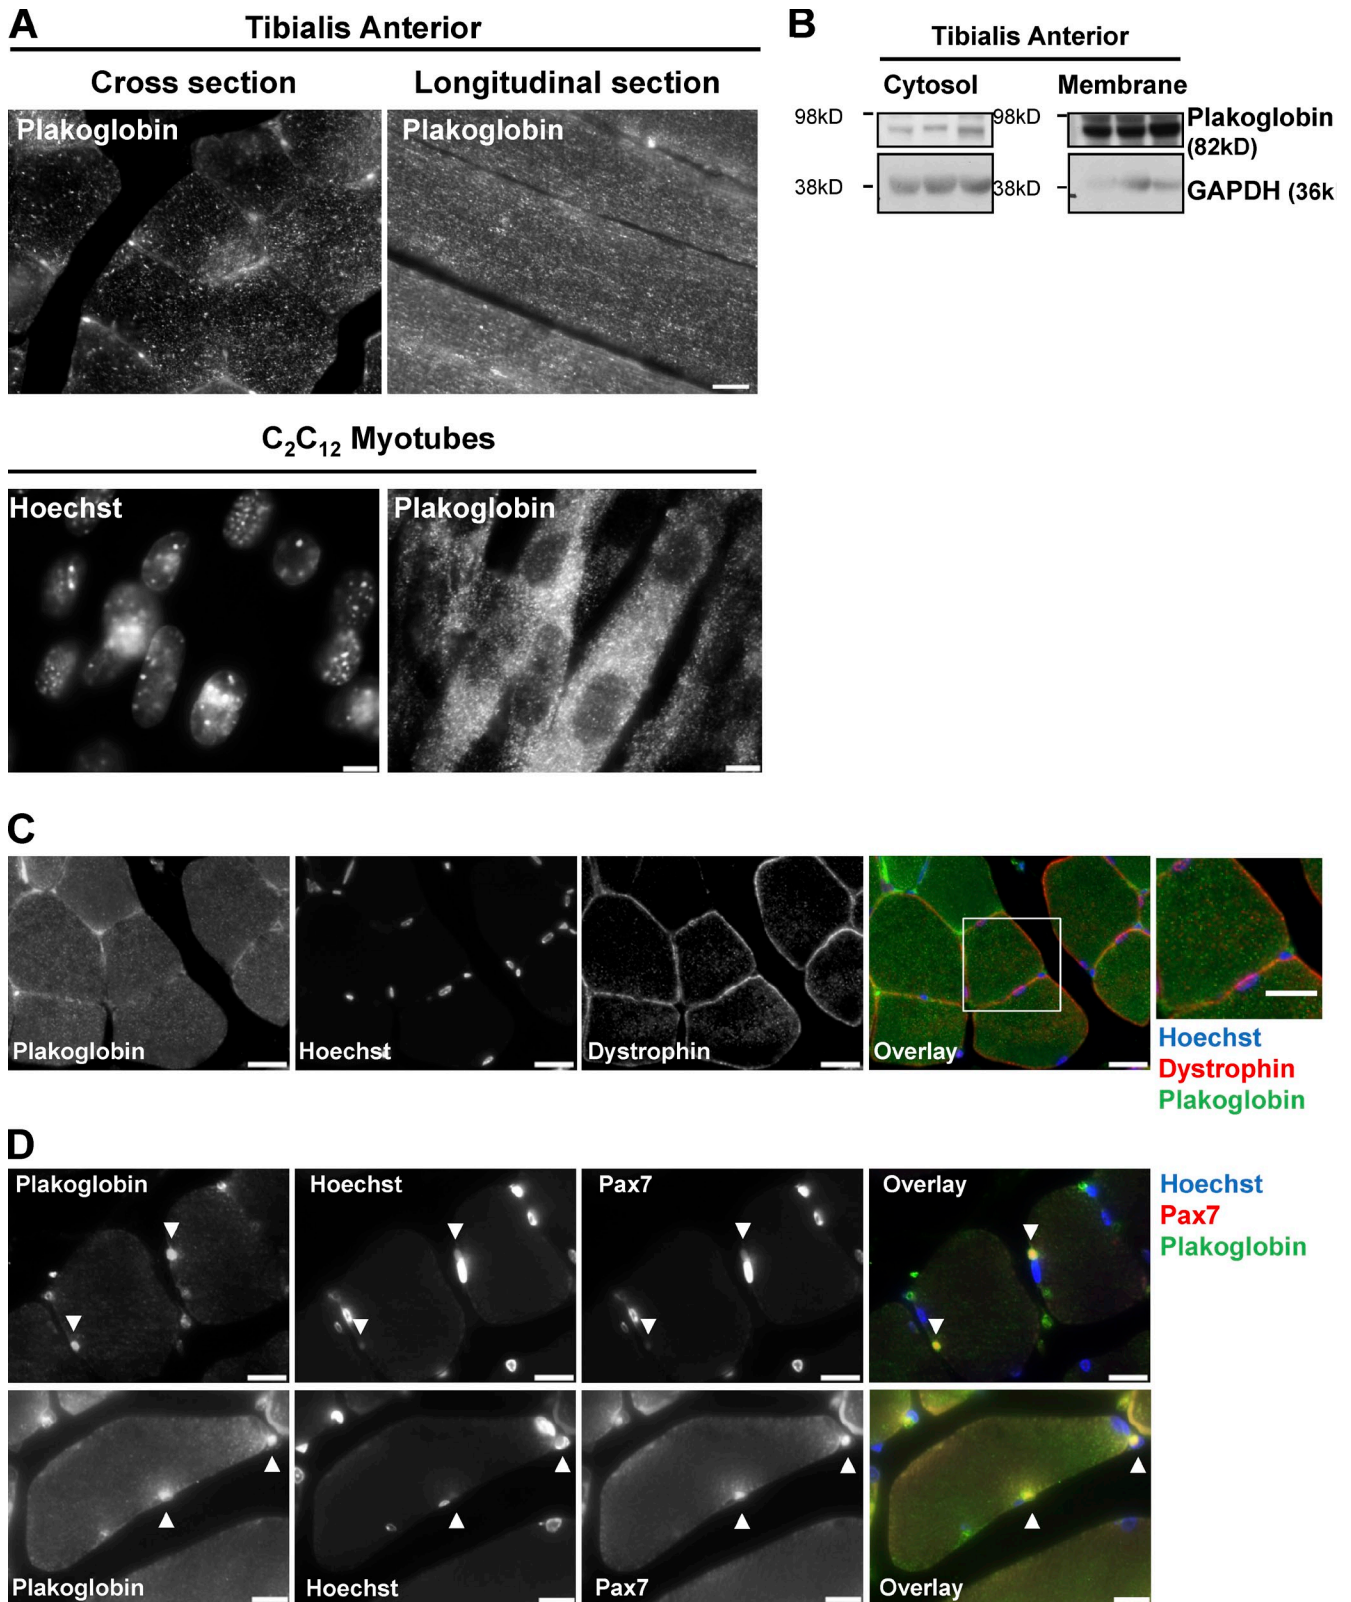 A
Tibialis Anterior
Cross section
Longitudinal section
Plakoglobin
Plakoglobin
C2C12 Myotubes
Hoechst
Plakoglobin
B
Tibialis Anterior
Cytosol
Membrane
98kD
98kD
Plakoglobin
(82kD)
38kD
38kD
GAPDH (36k
C
Plakoglobin
Hoechst
Dystrophin
Overlay
Hoechst
Dystrophin
Plakoglobin
D
Plakoglobin
Hoechst
Pax7
Overlay
Hoechst
Pax7
Plakoglobin
Plakoglobin
Hoechst
Pax7
Overlay